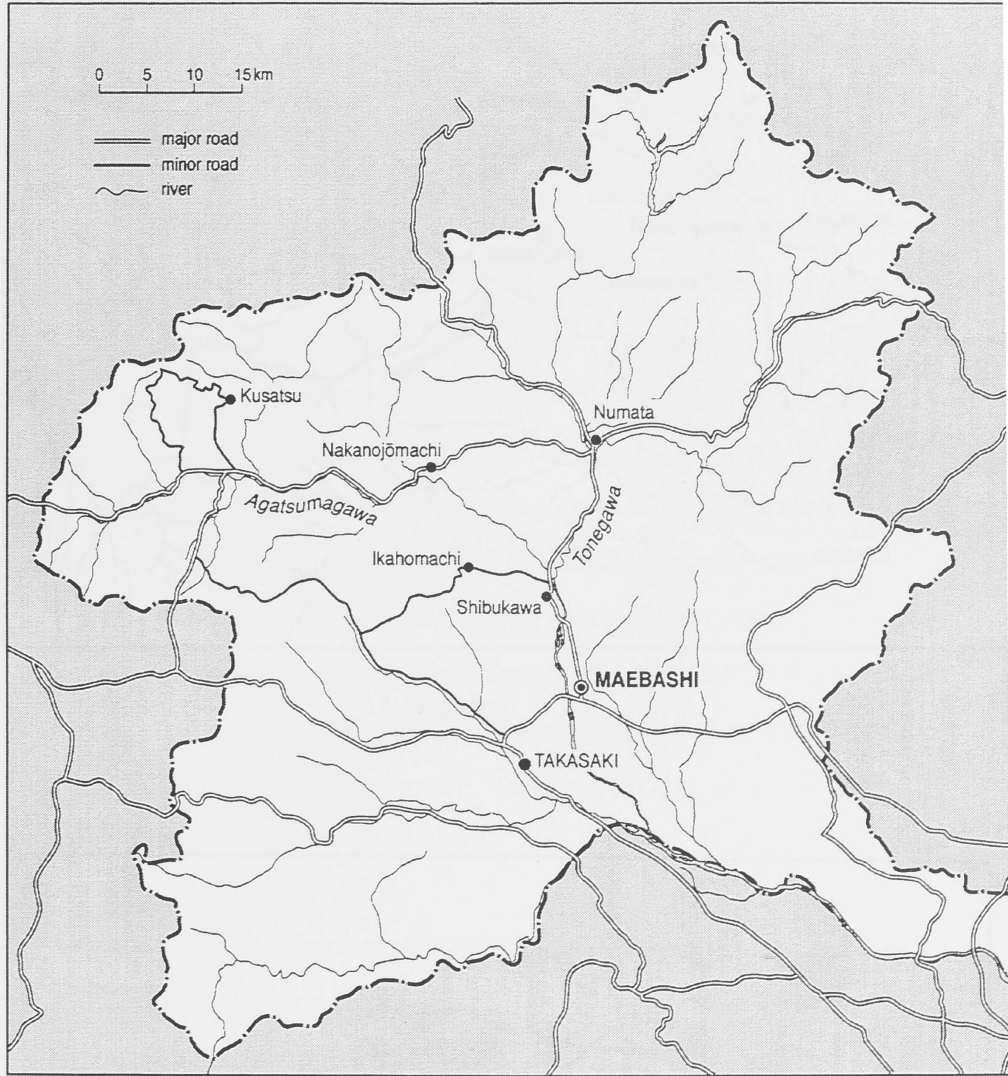 0 5 10 15 km
major road
minor road
river
Kusatsu
Numata
Nakanojōmachi
Agatsumagawa
Tonegawa
Ikahomachi
Shibukawa
MAEBASHI
TAKASAKI